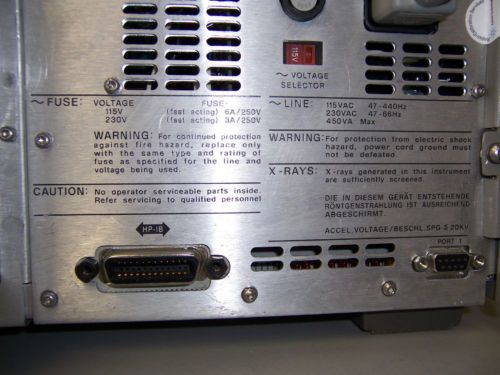 115V
~ VOLTAGE
SELECTOR
~ FUSE: VOLTAGE FUSE:
115V (fast acting) 6A/250V
230V (fast acting) 3A/250V
WARNING: For continued protection
against fire hazard, replace only
with the same type and rating of
fuse as specified for the line and
voltage being used.
CAUTION: No operator serviceable parts inside.
Refer servicing to qualified personnel
HP-IB
~ LINE: 115VAC 47-440Hz
230VAC 47-66Hz
450VA Max
WARNING: For protection from electric shock
hazard, power cord ground must
not be defeated.
X-RAYS: X-rays generated in this instrument
are sufficiently screened.
DIE IN DIESEM GERÄT ENTSTEHENDE
RÖNTGENSTRAHLUNG IST AUSREICHEND
ABGESCHIRMT.
ACCEL VOLTAGE/BESCHL.SPG ≤ 20KV
PORT 1